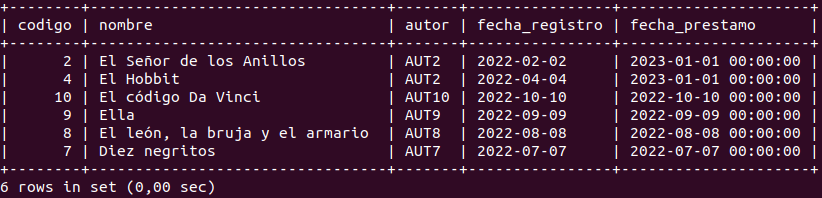 | codigo | nombre | autor | fecha_registro | fecha_prestamo |
| 2 | El Señor de los Anillos | AUT2 | 2022-02-02 | 2023-01-01 00:00:00 |
| 4 | El Hobbit | AUT2 | 2022-04-04 | 2023-01-01 00:00:00 |
| 10 | El código Da Vinci | AUT10 | 2022-10-10 | 2022-10-10 00:00:00 |
| 9 | Ella | AUT9 | 2022-09-09 | 2022-09-09 00:00:00 |
| 8 | El león, la bruja y el armario | AUT8 | 2022-08-08 | 2022-08-08 00:00:00 |
| 7 | Diez negritos | AUT7 | 2022-07-07 | 2022-07-07 00:00:00 |
6 rows in set (0,00 sec)